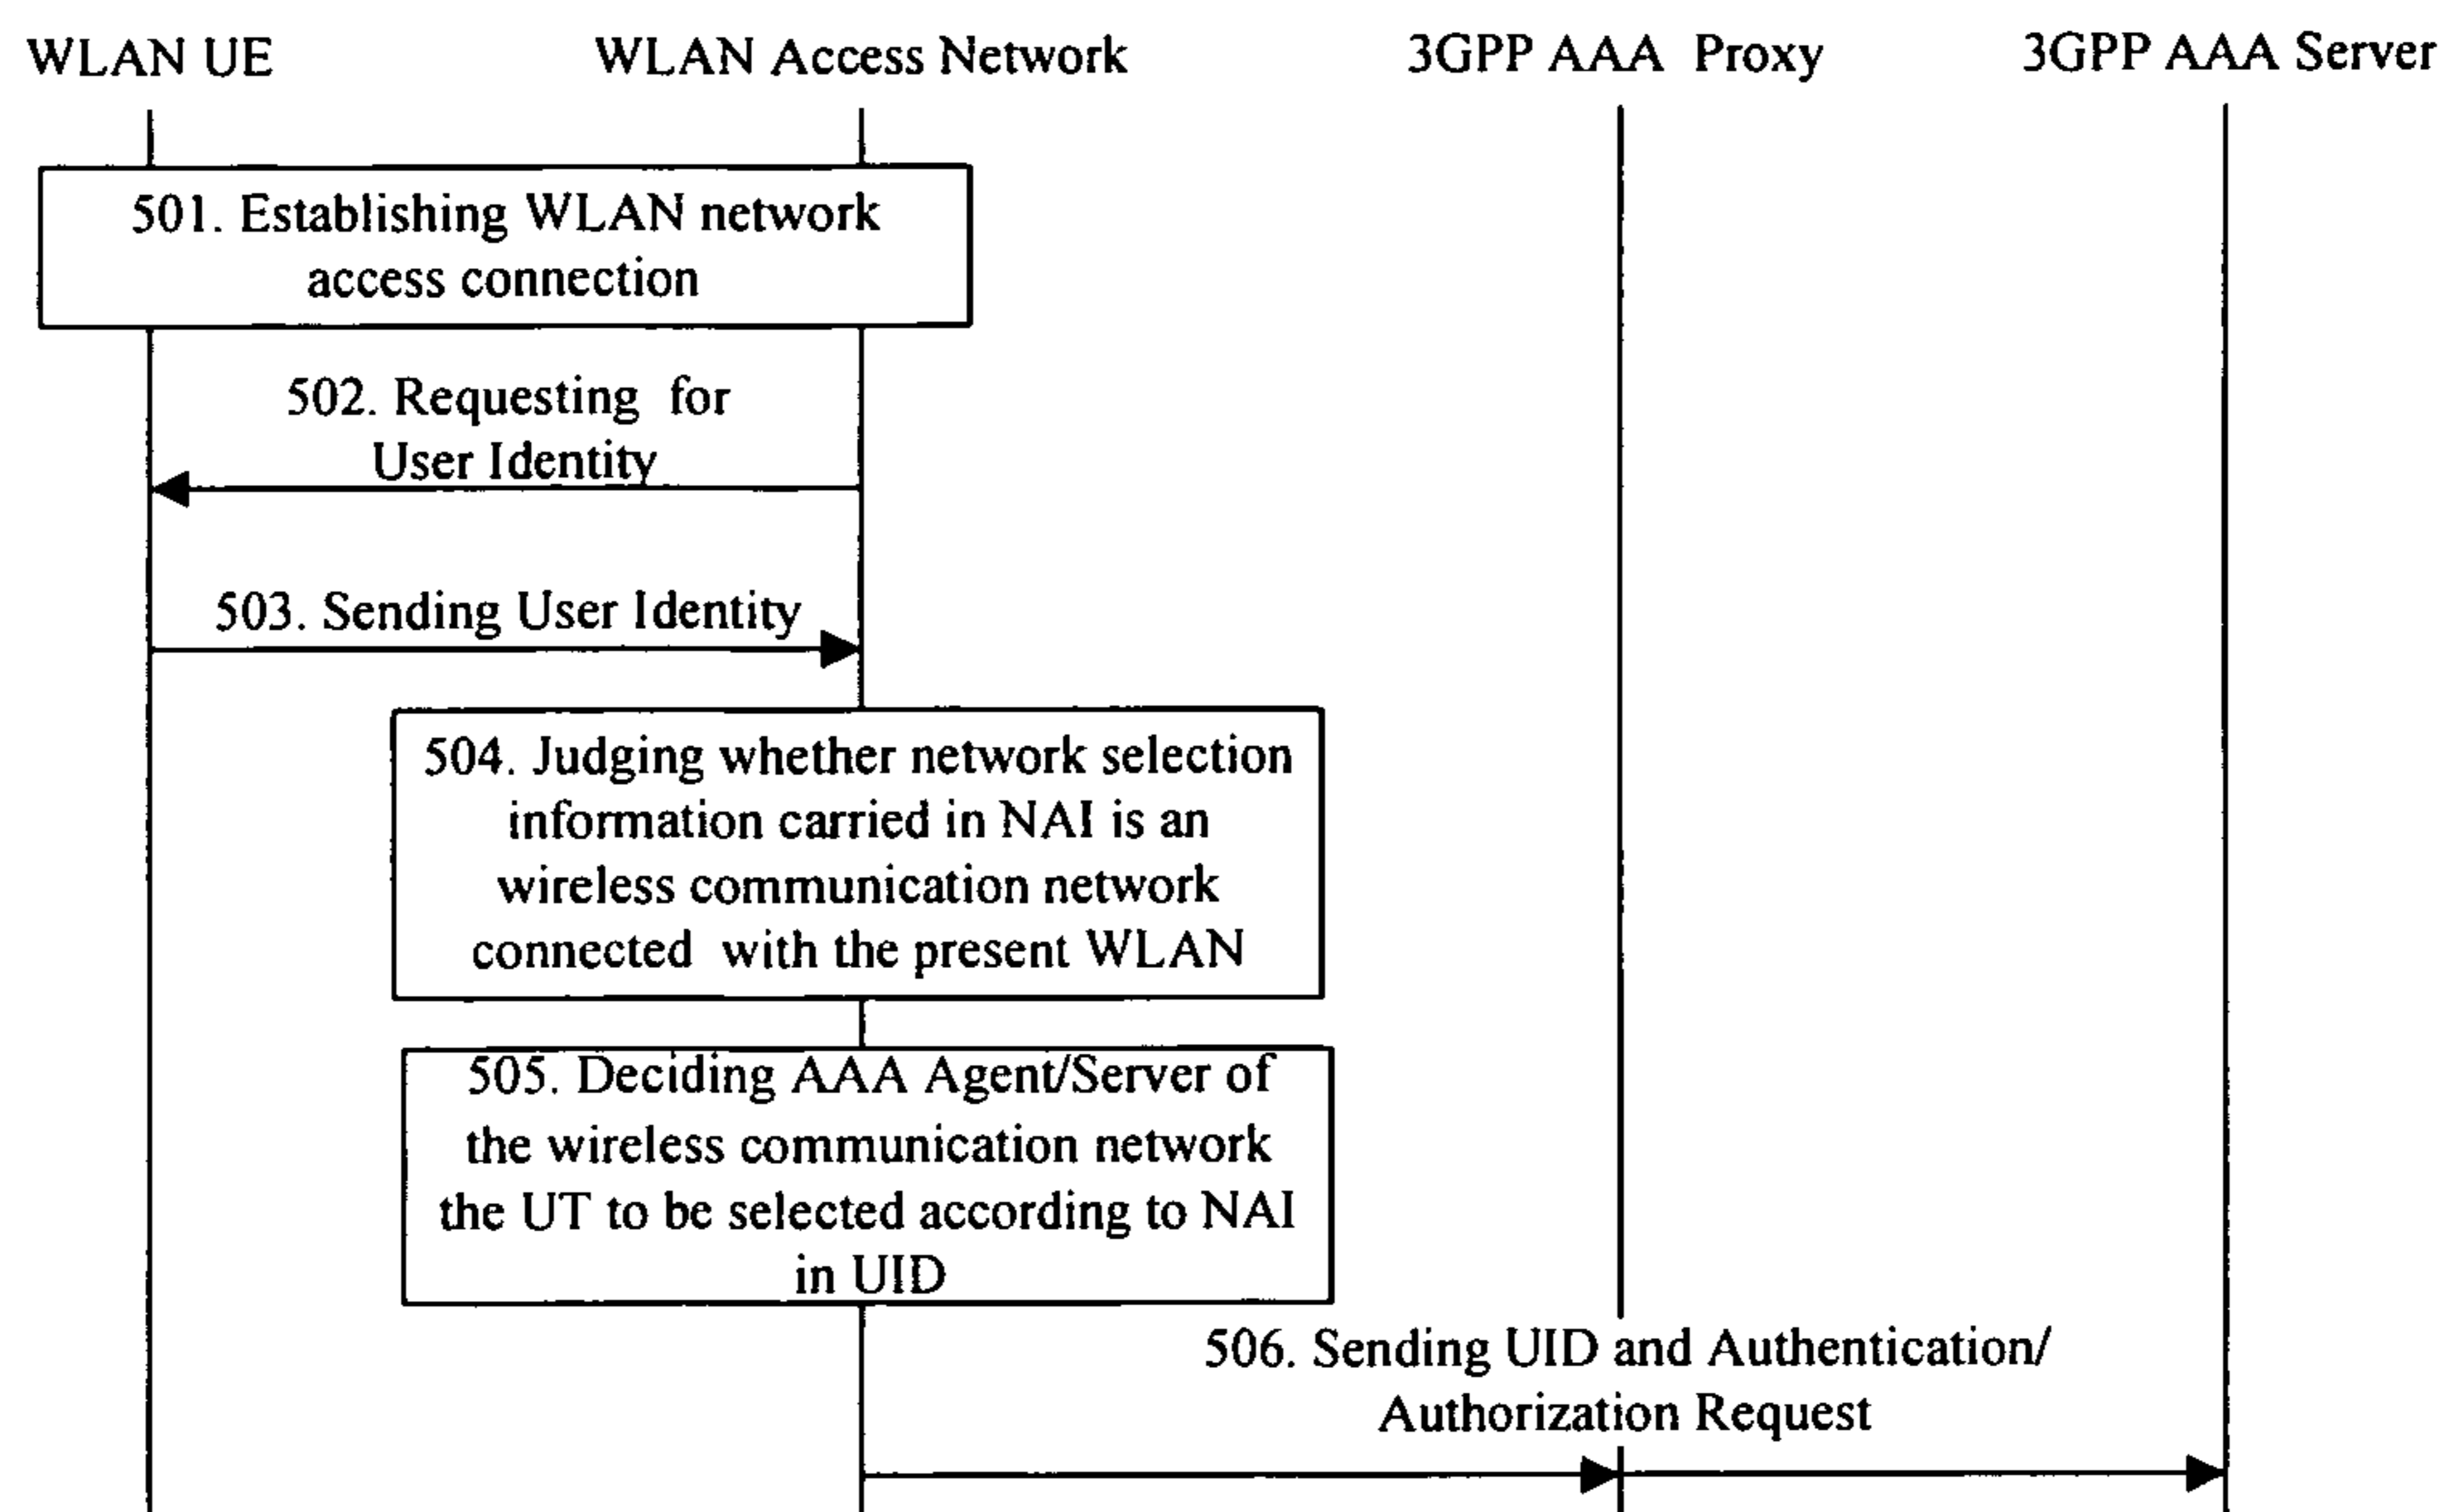 WLAN UE
WLAN Access Network
3GPP AAA Proxy
3GPP AAA Server
501. Establishing WLAN network
access connection
502. Requesting for
User Identity
503. Sending User Identity
504. Judging whether network selection
information carried in NAI is an
wireless communication network
connected with the present WLAN
505. Deciding AAA Agent/Server of
the wireless communication network
the UT to be selected according to NAI
in UID
506. Sending UID and Authentication/
Authorization Request